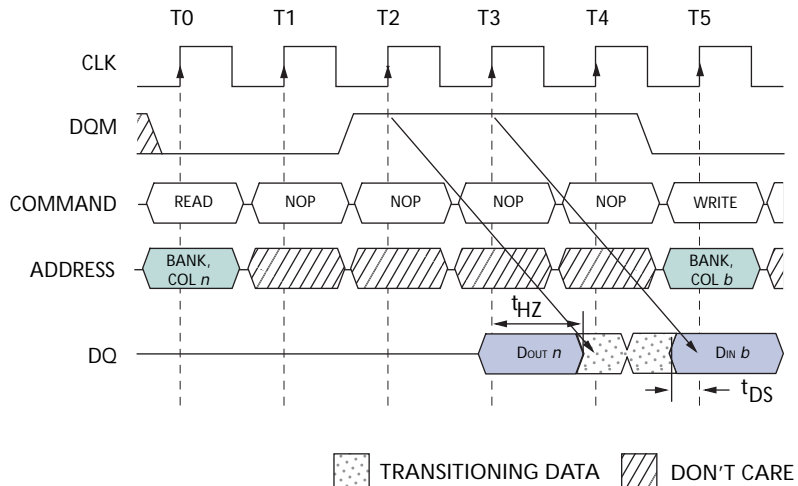 T0 T1 T2 T3 T4 T5
CLK
DQM
COMMAND READ NOP NOP NOP NOP WRITE
ADDRESS BANK, COL n BANK, COL b
tHZ
DQ DOUT n DIN b
tDS
TRANSITIONING DATA DON'T CARE